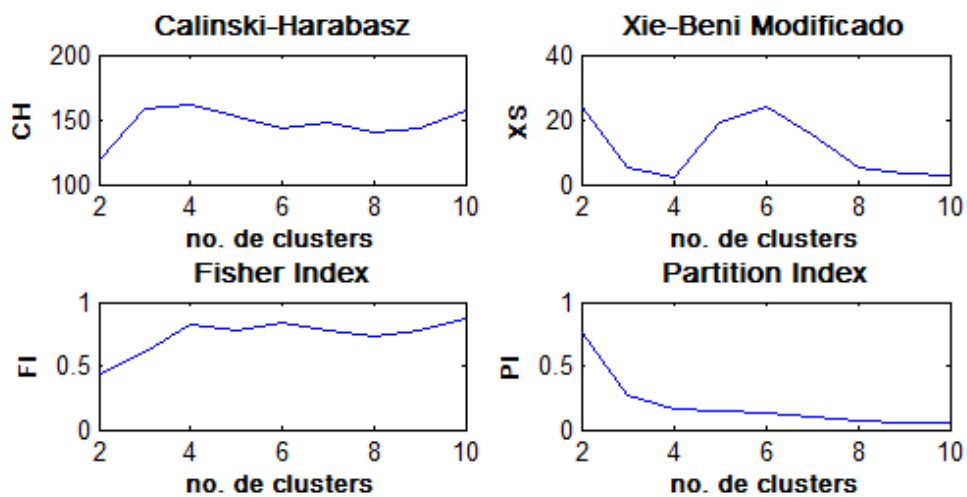 Calinski-Harabasz
200
150
100
CH
2 4 6 8 10
no. de clusters
Xie-Beni Modificado
40
20
0
XS
2 4 6 8 10
no. de clusters
Fisher Index
1
0.5
0
FI
2 4 6 8 10
no. de clusters
Partition Index
1
0.5
0
PI
2 4 6 8 10
no. de clusters